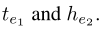 t_{e_1} and h_{e_2}.